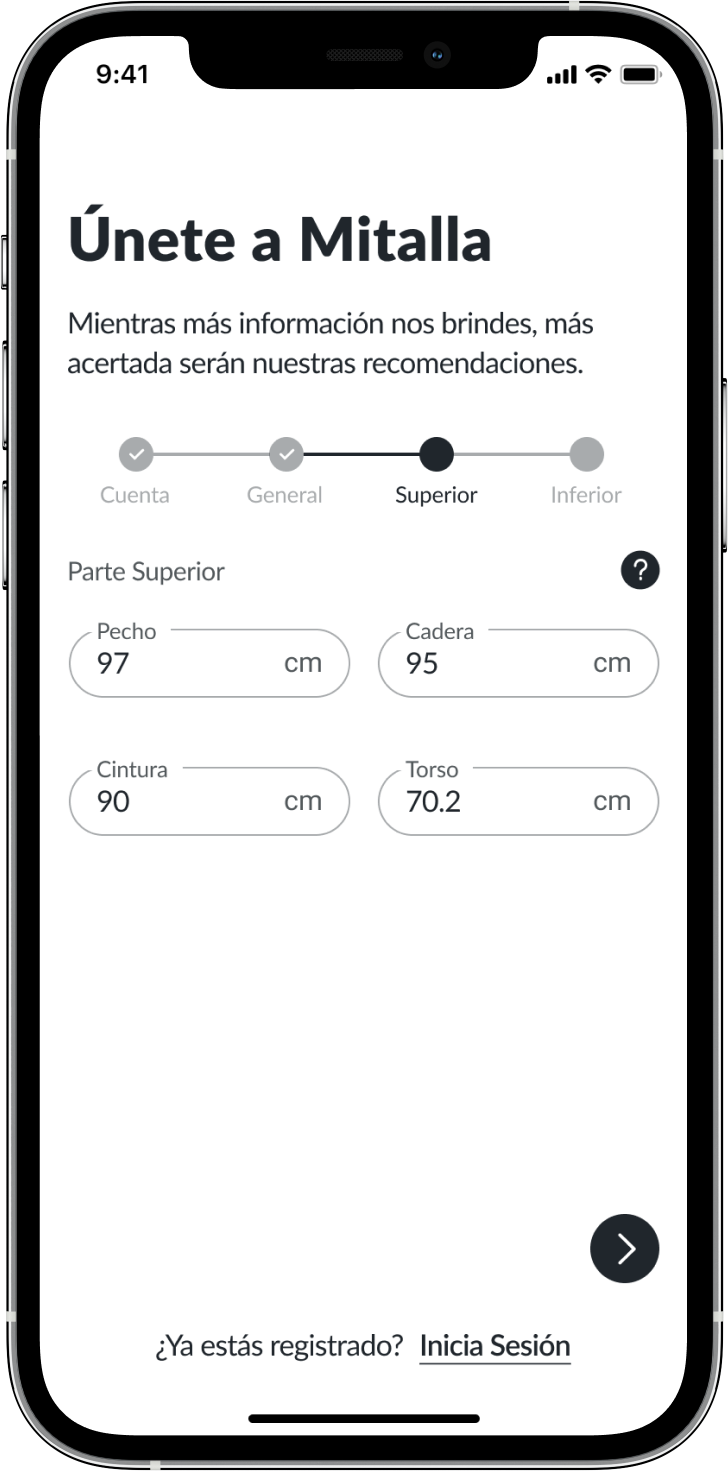 9:41
Únete a Mitalla
Mientras más información nos brindes, más
acertada serán nuestras recomendaciones.
Cuenta General Superior Inferior
Parte Superior ?
Pecho Cadera
97 cm 95 cm
Cintura Torso
90 cm 70.2 cm
¿Ya estás registrado? Inicia Sesión